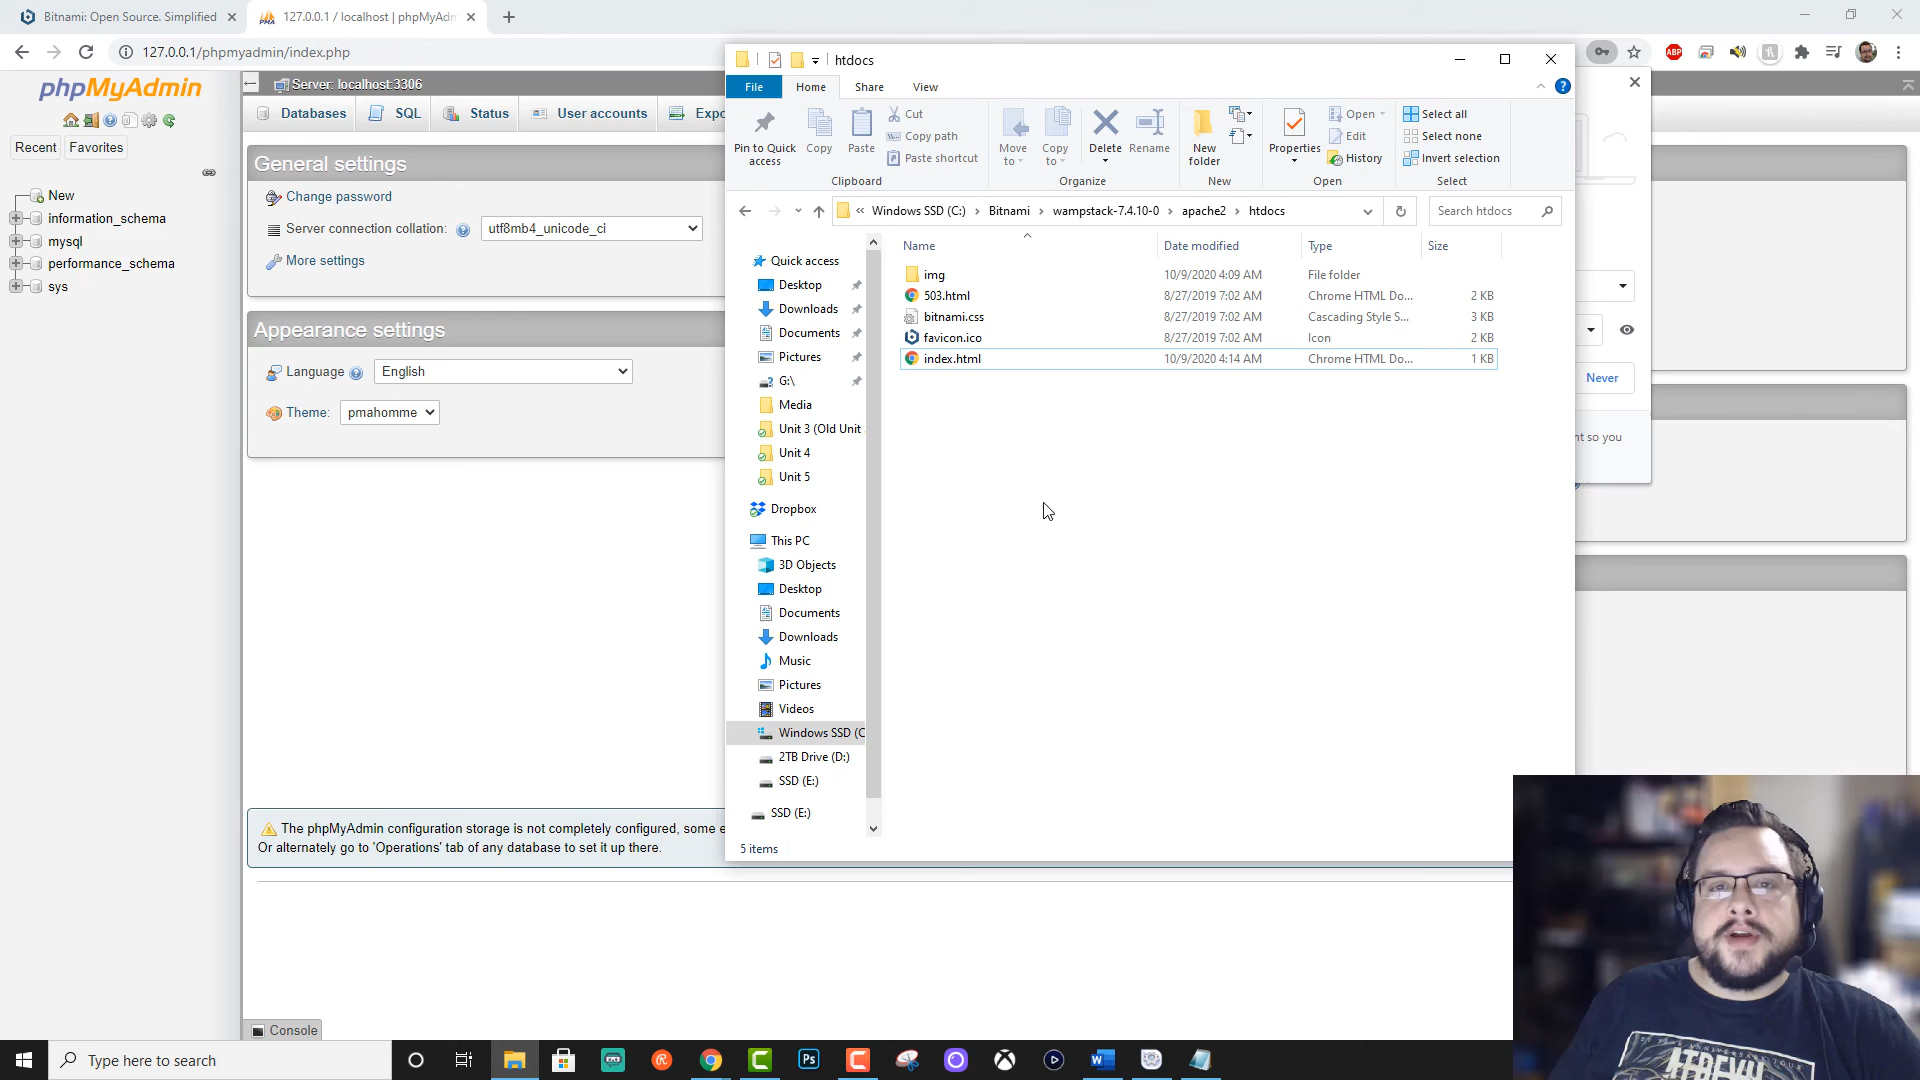 Bitnami: Open Source. Simplified
127.0.0.1 / localhost | phpMyAdm
127.0.0.1/phpmyadmin/index.php
ABP
phpMyAdmin
Recent
Favorites
New
information_schema
mysql
performance_schema
sys
Server: localhost:3306
Databases
SQL
Status
User accounts
Expo
General settings
Change password
Server connection collation:
utf8mb4_unicode_ci
More settings
Appearance settings
Language
English
Theme:
pmahomme
The phpMyAdmin configuration storage is not completely configured, some e
Or alternately go to 'Operations' tab of any database to set it up there.
Console
htdocs
File
Home
Share
View
Pin to Quick access
Copy
Paste
Cut
Copy path
Paste shortcut
Clipboard
Move to
Copy to
Delete
Rename
Organize
New folder
New
Properties
Open
Edit
History
Open
Select all
Select none
Invert selection
Select
« Windows SSD (C:) › Bitnami › wampstack-7.4.10-0 › apache2 › htdocs
Search htdocs
Name Date modified Type Size
img 10/9/2020 4:09 AM File folder
503.html 8/27/2019 7:02 AM Chrome HTML Do... 2 KB
bitnami.css 8/27/2019 7:02 AM Cascading Style S... 3 KB
favicon.ico 8/27/2019 7:02 AM Icon 2 KB
index.html 10/9/2020 4:14 AM Chrome HTML Do... 1 KB
Quick access
Desktop
Downloads
Documents
Pictures
G:\
Media
Unit 3 (Old Unit
Unit 4
Unit 5
Dropbox
This PC
3D Objects
Desktop
Documents
Downloads
Music
Pictures
Videos
Windows SSD (C
2TB Drive (D:)
SSD (E:)
SSD (E:)
5 items
Never
nt so you
ATREYU
Type here to search
Ps